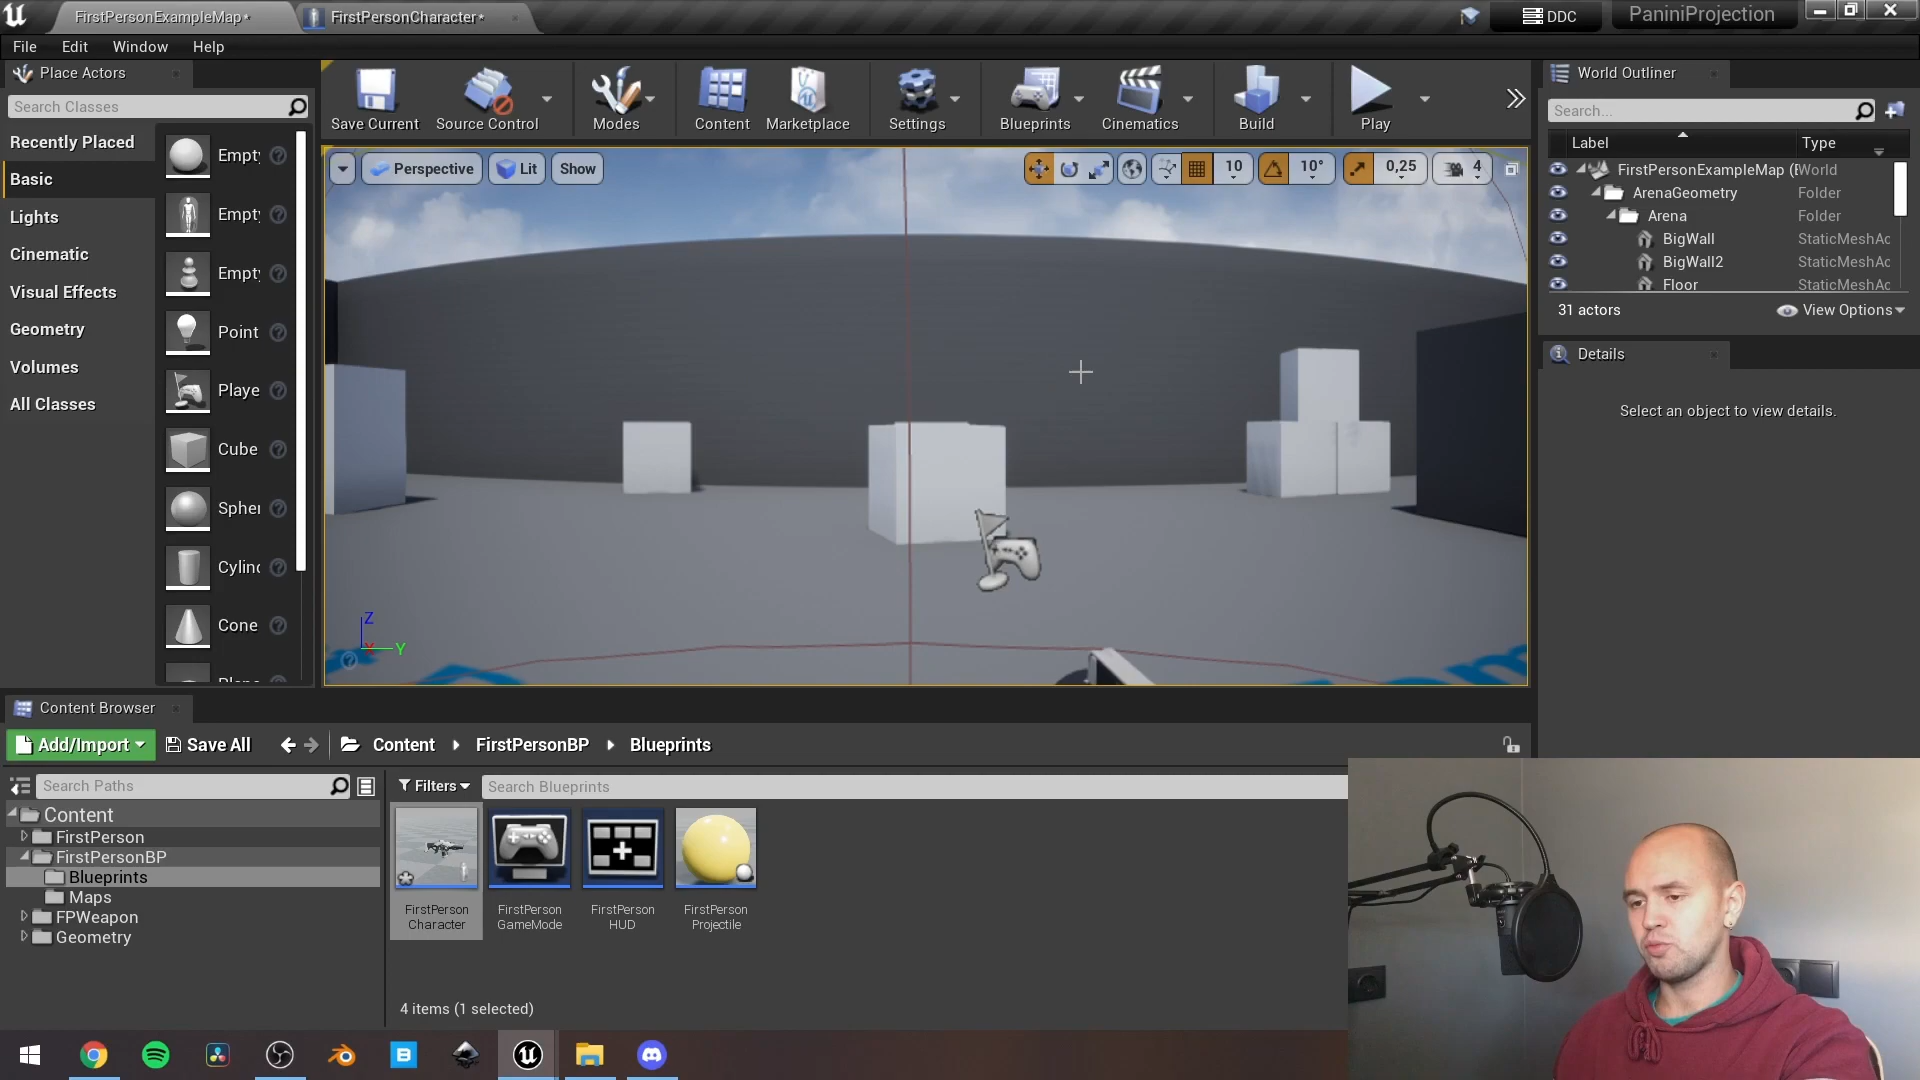 FirstPersonExampleMap*
FirstPersonCharacter*
DDC
PaniniProjection
File
Edit
Window
Help
Place Actors
Search Classes
Recently Placed
Basic
Lights
Cinematic
Visual Effects
Geometry
Volumes
All Classes
Empty
Empty
Empty
Point
Playe
Cube
Spher
Cylind
Cone
Save Current
Source Control
Modes
Content
Marketplace
Settings
Blueprints
Cinematics
Build
Play
Perspective
Lit
Show
10
10°
0,25
4
Z
X
Y
World Outliner
Search...
Label
Type
FirstPersonExampleMap (E
World
ArenaGeometry
Folder
Arena
Folder
BigWall
StaticMeshAc
BigWall2
StaticMeshAc
Floor
StaticMeshAc
31 actors
View Options
Details
Select an object to view details.
Content Browser
Add/Import
Save All
Content
FirstPersonBP
Blueprints
Search Paths
Filters
Search Blueprints
Content
FirstPerson
FirstPersonBP
Blueprints
Maps
FPWeapon
Geometry
FirstPerson
Character
FirstPerson
GameMode
FirstPerson
HUD
FirstPerson
Projectile
4 items (1 selected)